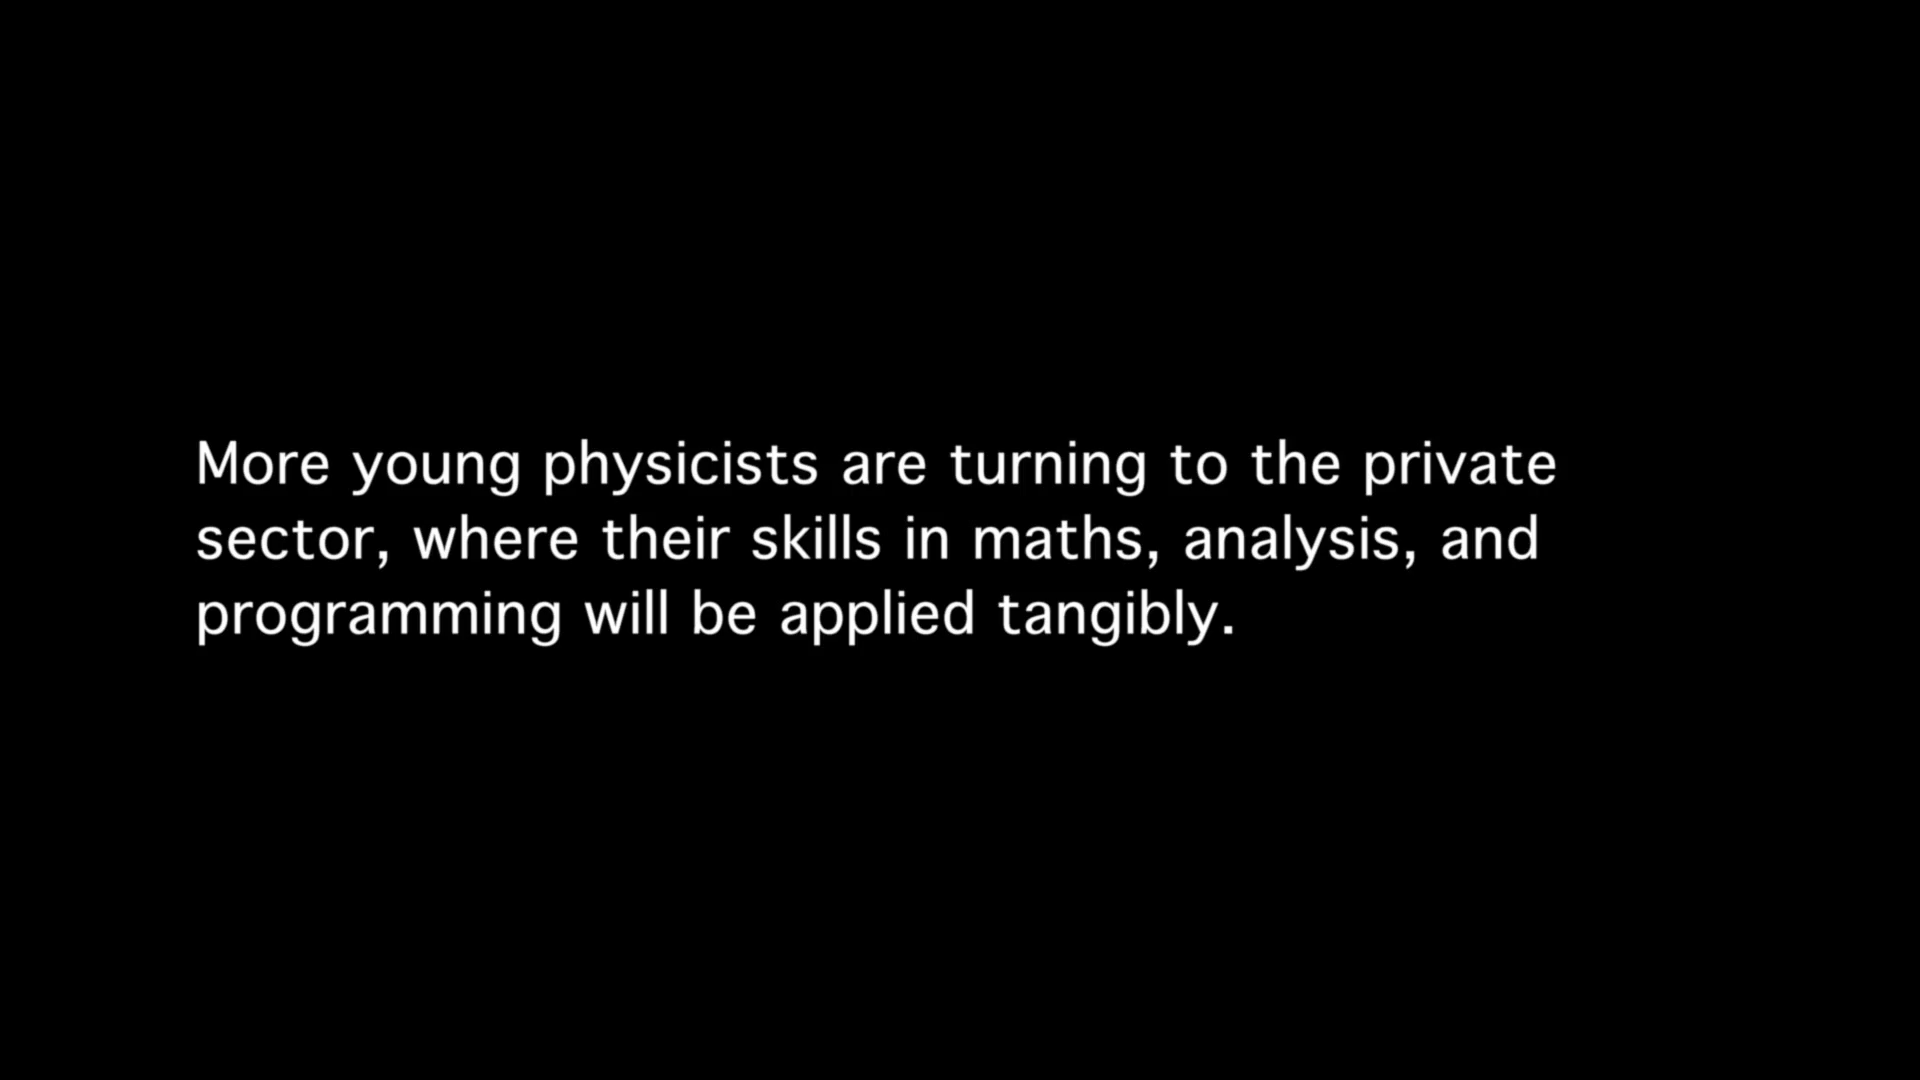 More young physicists are turning to the private
sector, where their skills in maths, analysis, and
programming will be applied tangibly.